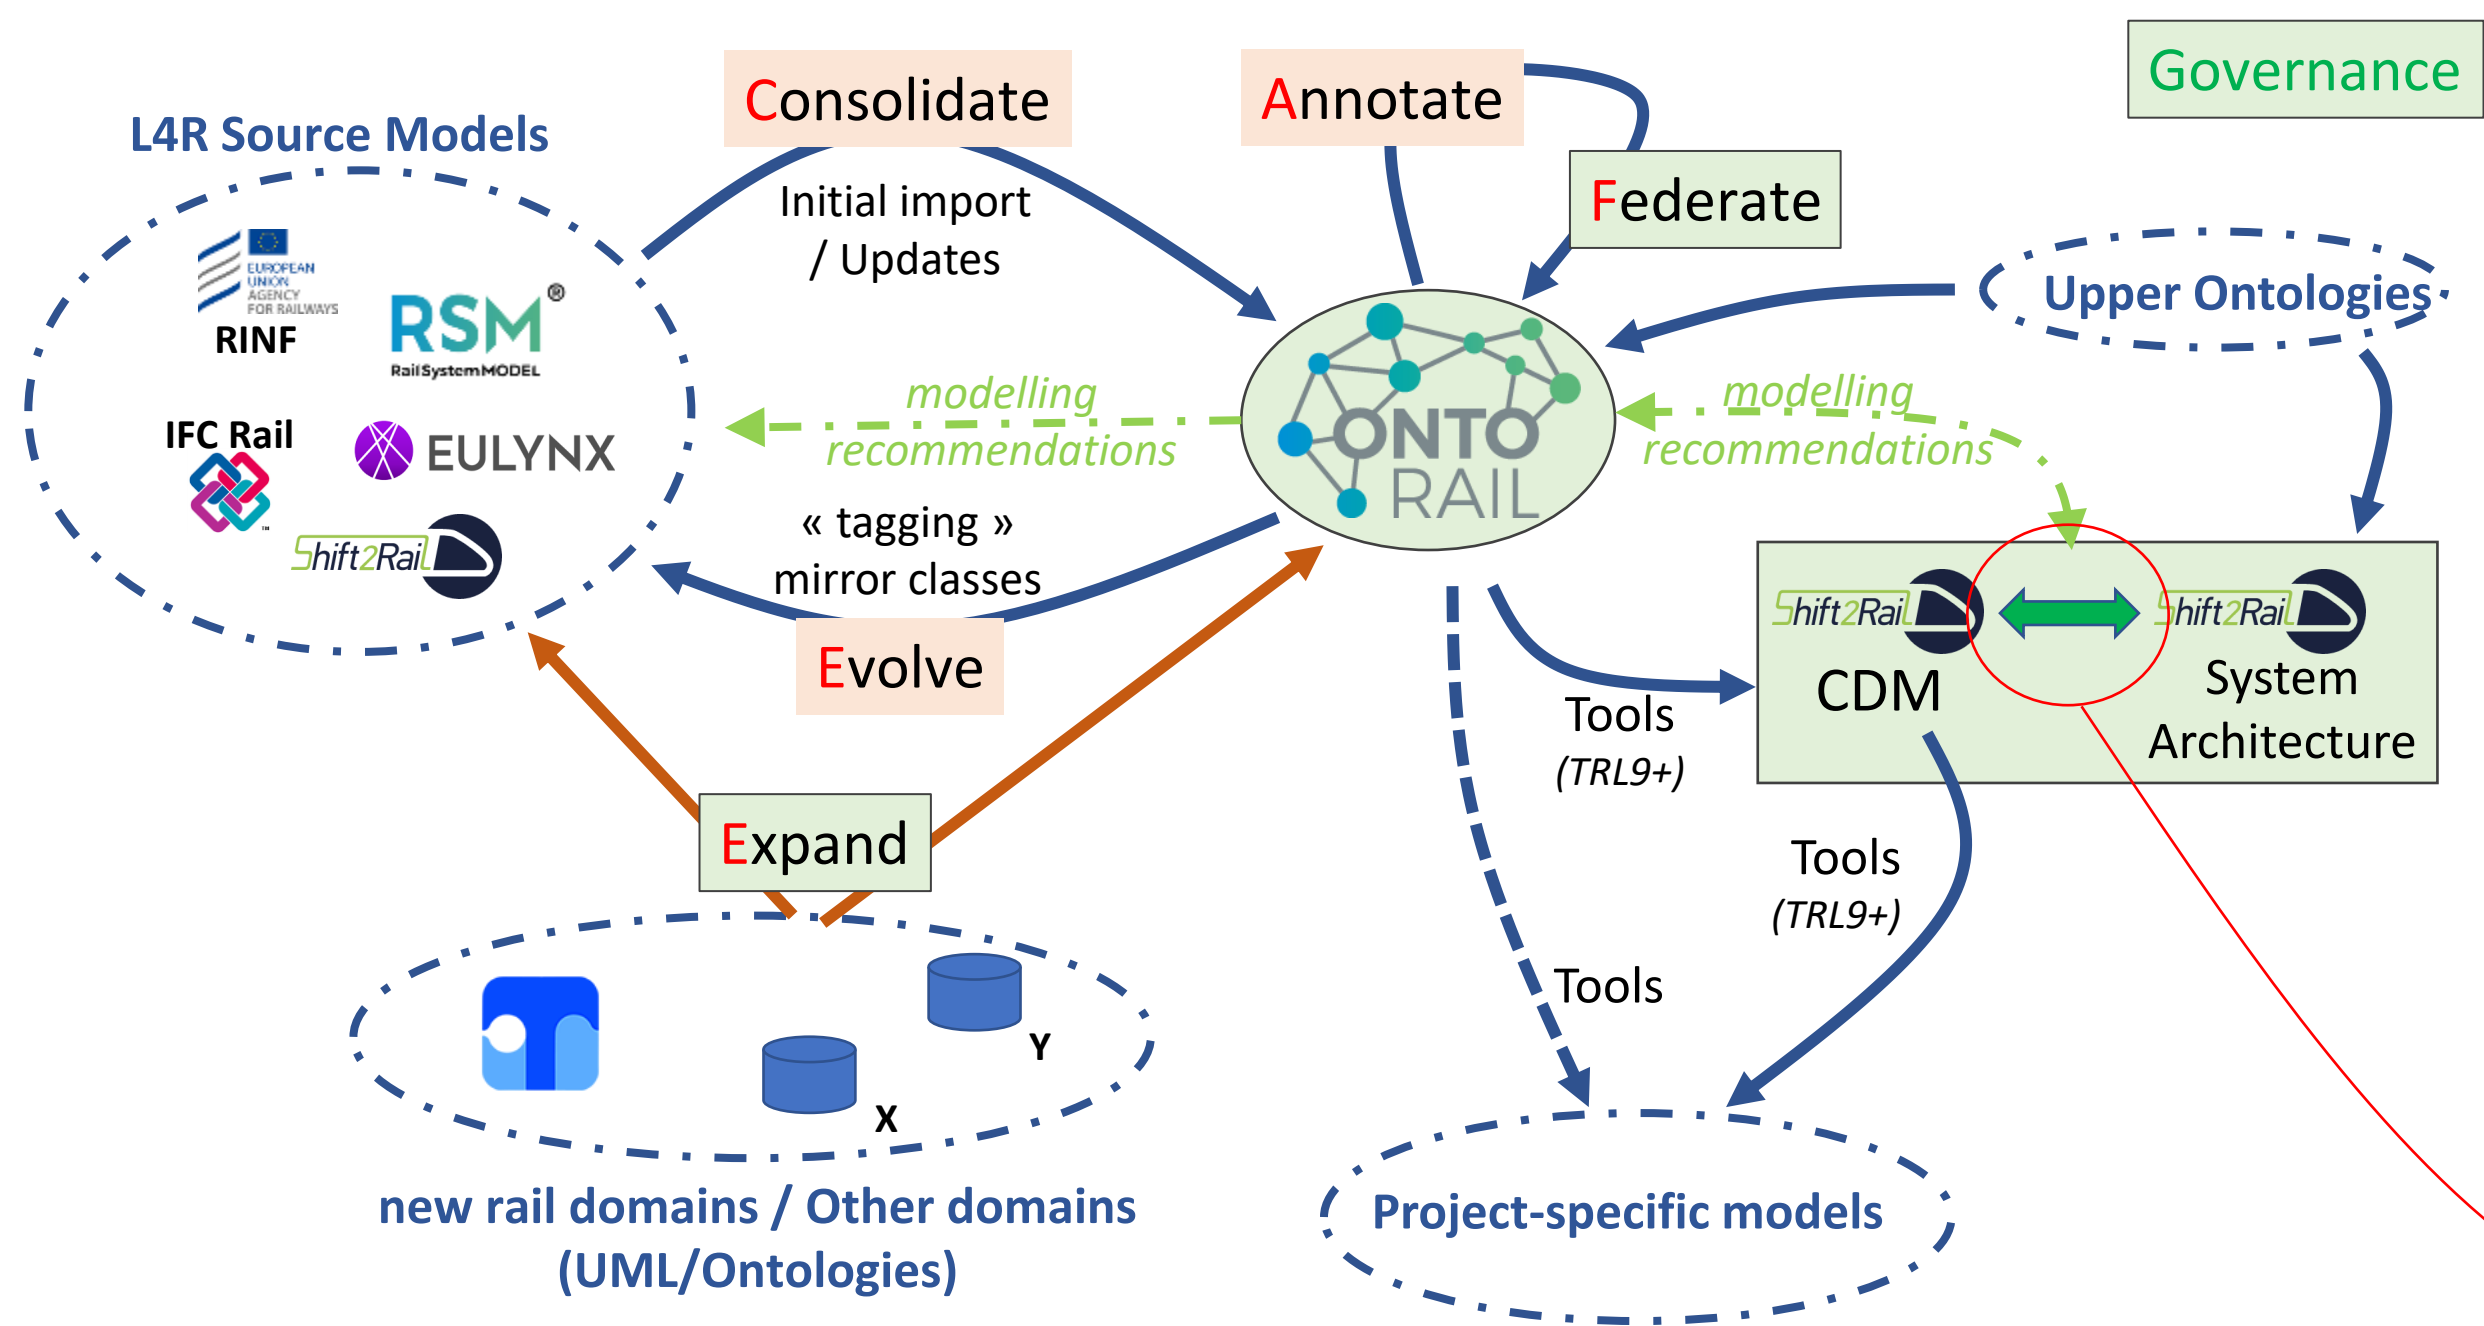 Governance
Consolidate
Annotate
L4R Source Models
Federate
Initial import
/ Updates
EUROPEAN
UNION
AGENCY
FOR RAILWAYS
RINF
RSM®
RailSystemMODEL
Upper Ontologies
modelling
recommendations
modelling
recommendations
IFC Rail
™
EULYNX
ONTO
RAIL
« tagging »
mirror classes
Shift2Rail
Evolve
Shift2Rail
CDM
Shift2Rail
System
Architecture
Tools
(TRL9+)
Expand
Tools
(TRL9+)
Tools
Y
X
new rail domains / Other domains
(UML/Ontologies)
Project-specific models